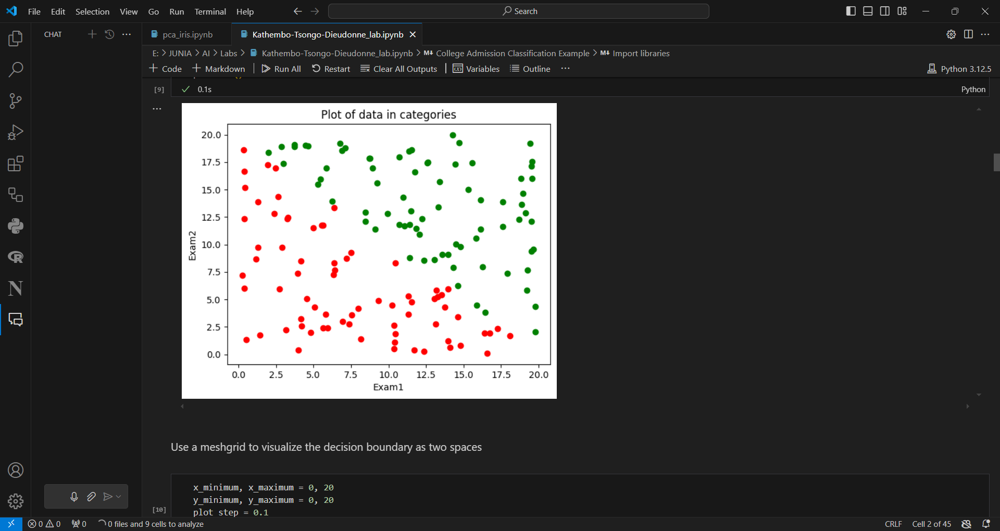 File Edit Selection View Go Run Terminal Help
Search
CHAT
pca_iris.ipynb
Kathembo-Tsongo-Dieudonne_lab.ipynb
E: > JUNIA > AI > Labs > Kathembo-Tsongo-Dieudonne_lab.ipynb > M↓ College Admission Classification Example > M↓ Import libraries
+ Code + Markdown Run All Restart Clear All Outputs Variables Outline ...
Python 3.12.5
[9]
0.1s
Python
Plot of data in categories
20.0
17.5
15.0
12.5
10.0
7.5
5.0
2.5
0.0
Exam2
0.0 2.5 5.0 7.5 10.0 12.5 15.0 17.5 20.0
Exam1
Use a meshgrid to visualize the decision boundary as two spaces
x_minimum, x_maximum = 0, 20
y_minimum, y_maximum = 0, 20
[10]
plot step = 0.1
0 0 0 0 files and 9 cells to analyze
CRLF Cell 2 of 45